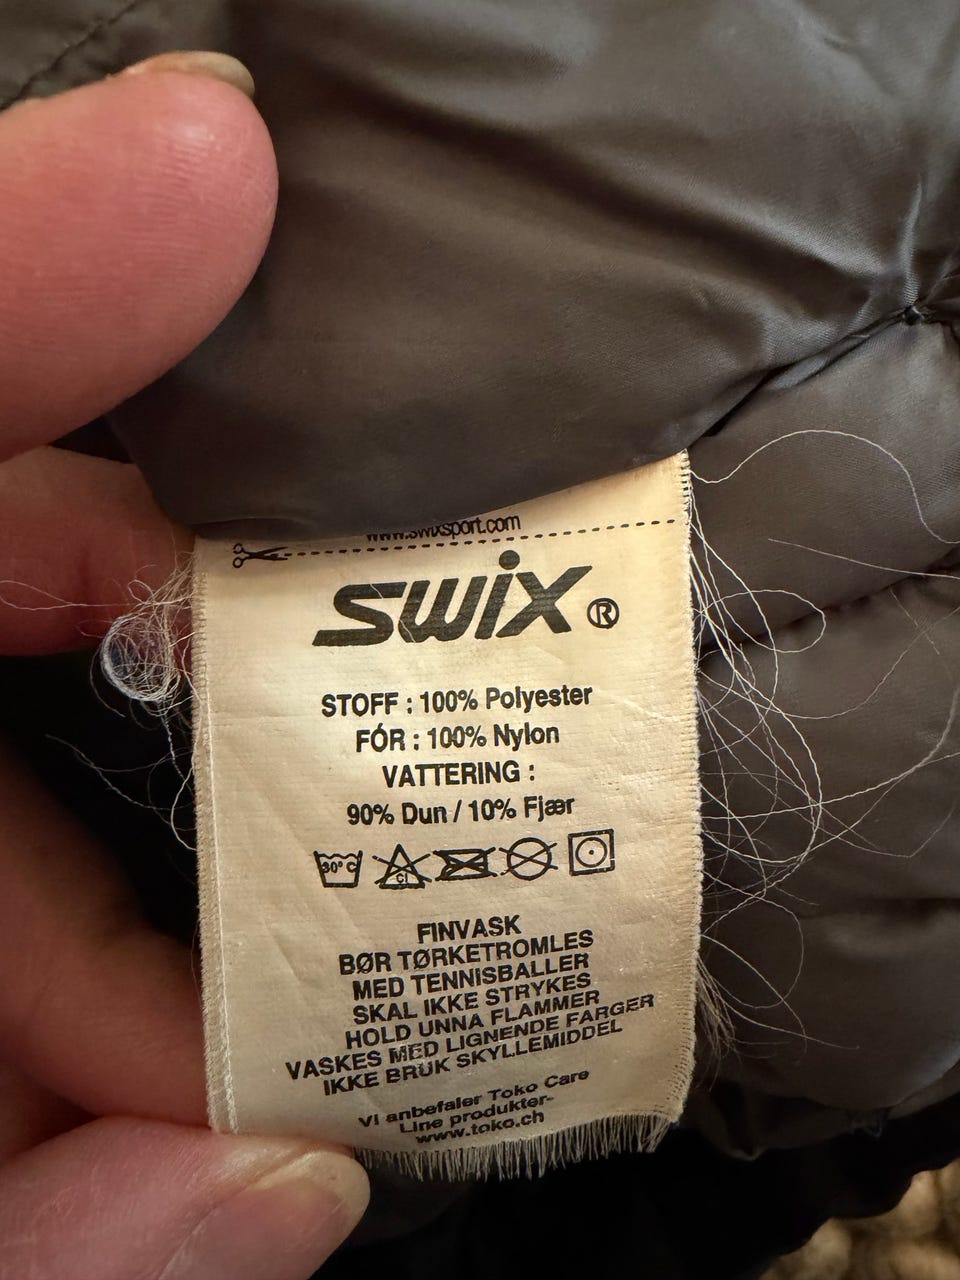 www.swixsport.com
swix®
STOFF : 100% Polyester
FÓR : 100% Nylon
VATTERING :
90% Dun / 10% Fjær
30° C
cl
FINVASK
BØR TØRKETROMLES
MED TENNISBALLER
SKAL IKKE STRYKES
HOLD UNNA FLAMMER
VASKES MED LIGNENDE FARGER
IKKE BRUK SKYLLEMIDDEL
Vi anbefaler Toko Care
Line produkter-
www.toko.ch